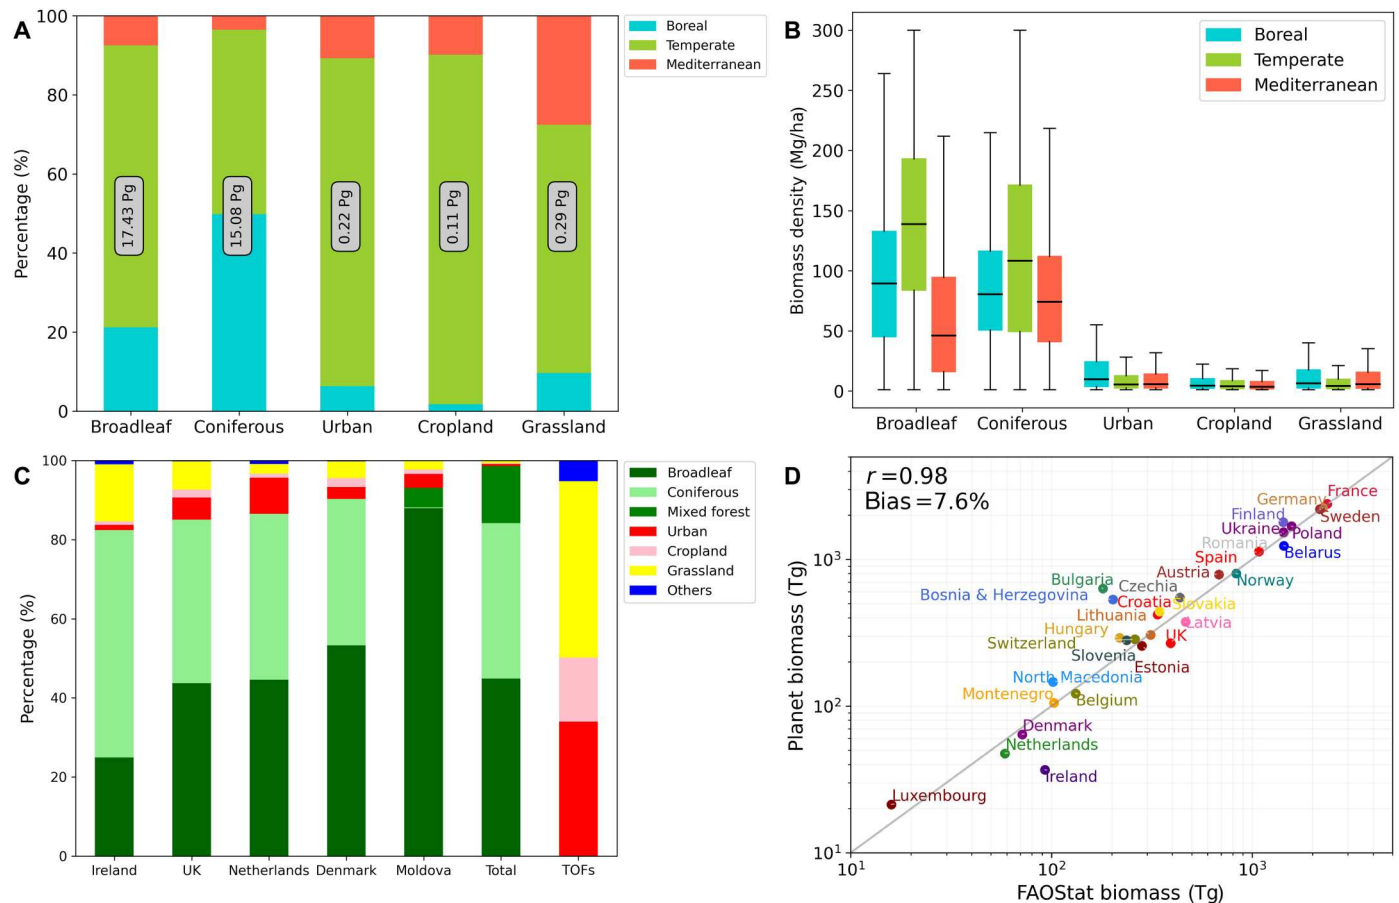 A
Percentage (%)
100
80
60
40
20
0
17.43 Pg
15.08 Pg
0.22 Pg
0.11 Pg
0.29 Pg
Broadleaf
Coniferous
Urban
Cropland
Grassland
Boreal
Temperate
Mediterranean
B
Biomass density (Mg/ha)
300
250
200
150
100
50
0
Broadleaf
Coniferous
Urban
Cropland
Grassland
Boreal
Temperate
Mediterranean
C
Percentage (%)
100
80
60
40
20
0
Ireland
UK
Netherlands
Denmark
Moldova
Total
TOFs
Broadleaf
Coniferous
Mixed forest
Urban
Cropland
Grassland
Others
D
r=0.98
Bias=7.6%
Planet biomass (Tg)
10³
10²
10¹
France
Germany
Sweden
Finland
Ukraine
Poland
Romania
Belarus
Spain
Austria
Norway
Bulgaria
Czechia
Bosnia & Herzegovina
Croatia
Slovakia
Lithuania
Latvia
Hungary
UK
Switzerland
Slovenia
Estonia
North Macedonia
Montenegro
Belgium
Denmark
Netherlands
Ireland
Luxembourg
10¹
10²
10³
FAOStat biomass (Tg)